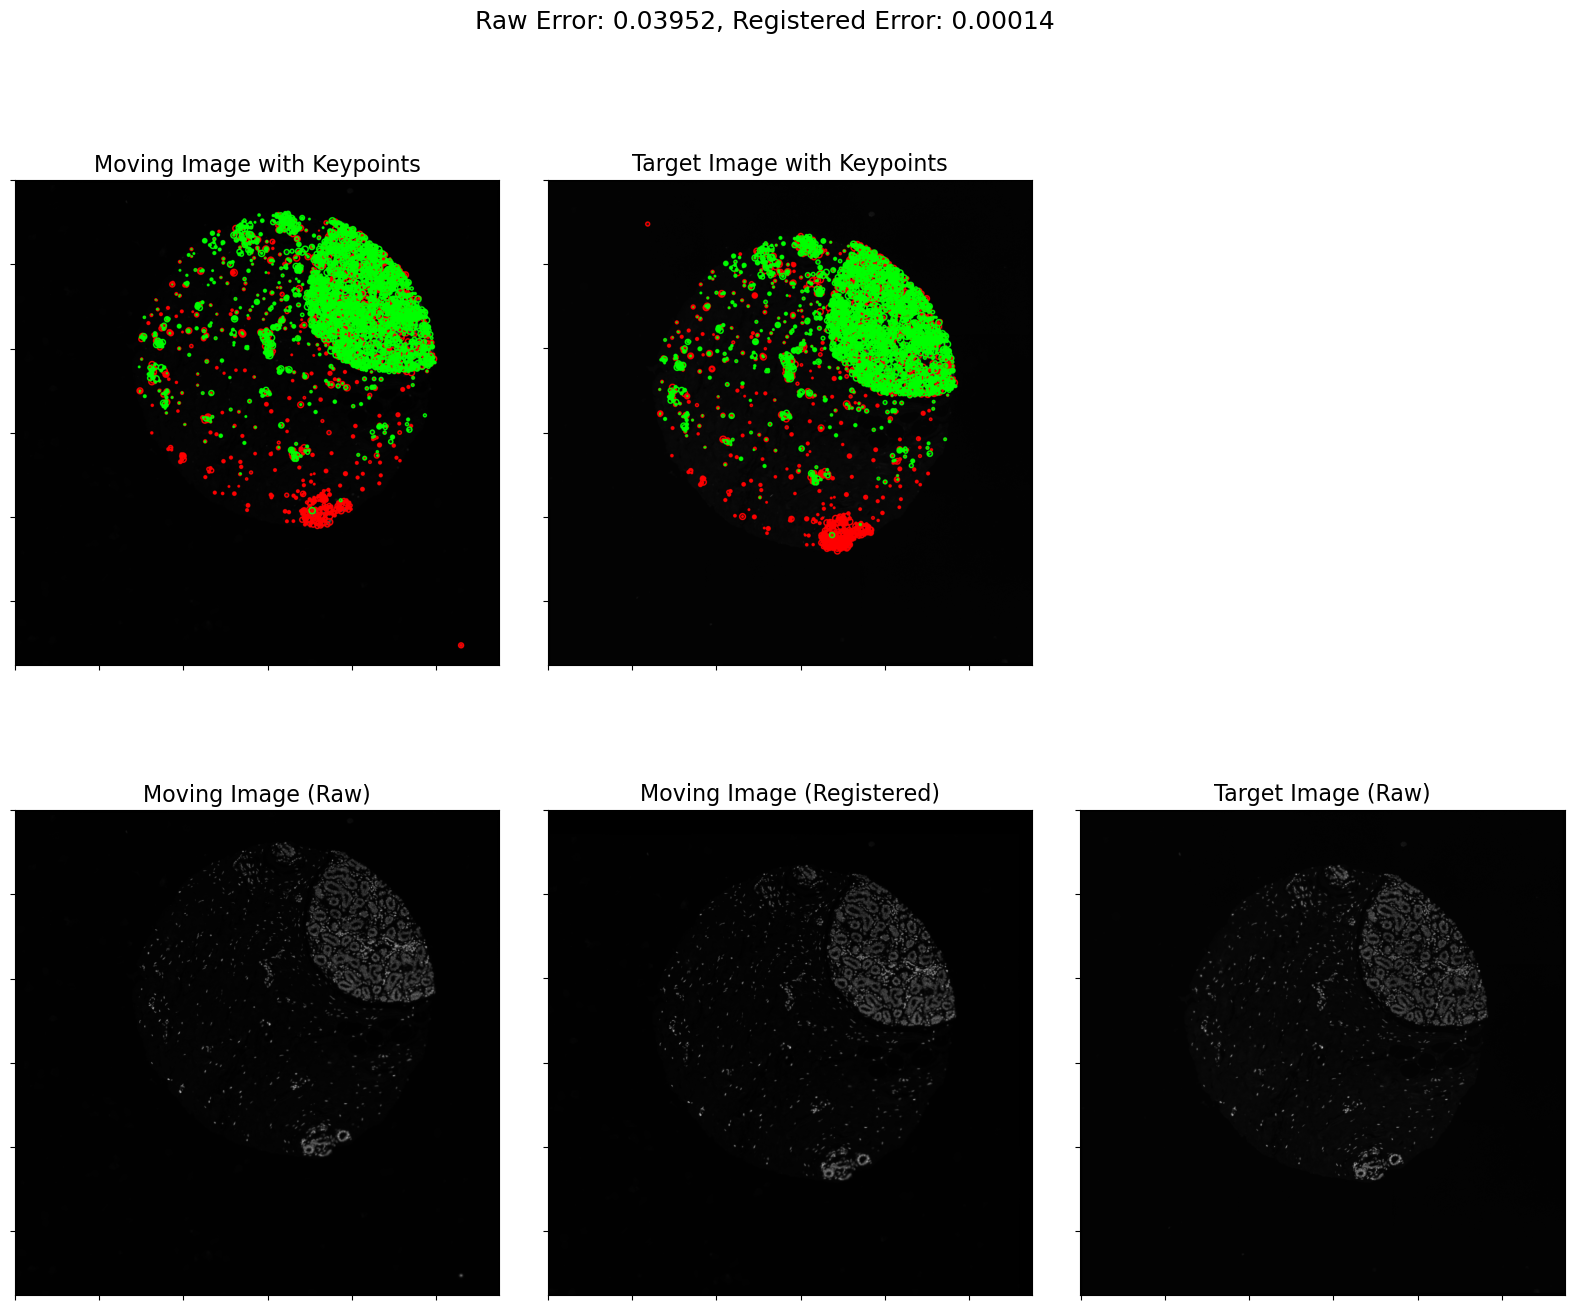 Raw Error: 0.03952, Registered Error: 0.00014
Moving Image with Keypoints
Target Image with Keypoints
Moving Image (Raw)
Moving Image (Registered)
Target Image (Raw)